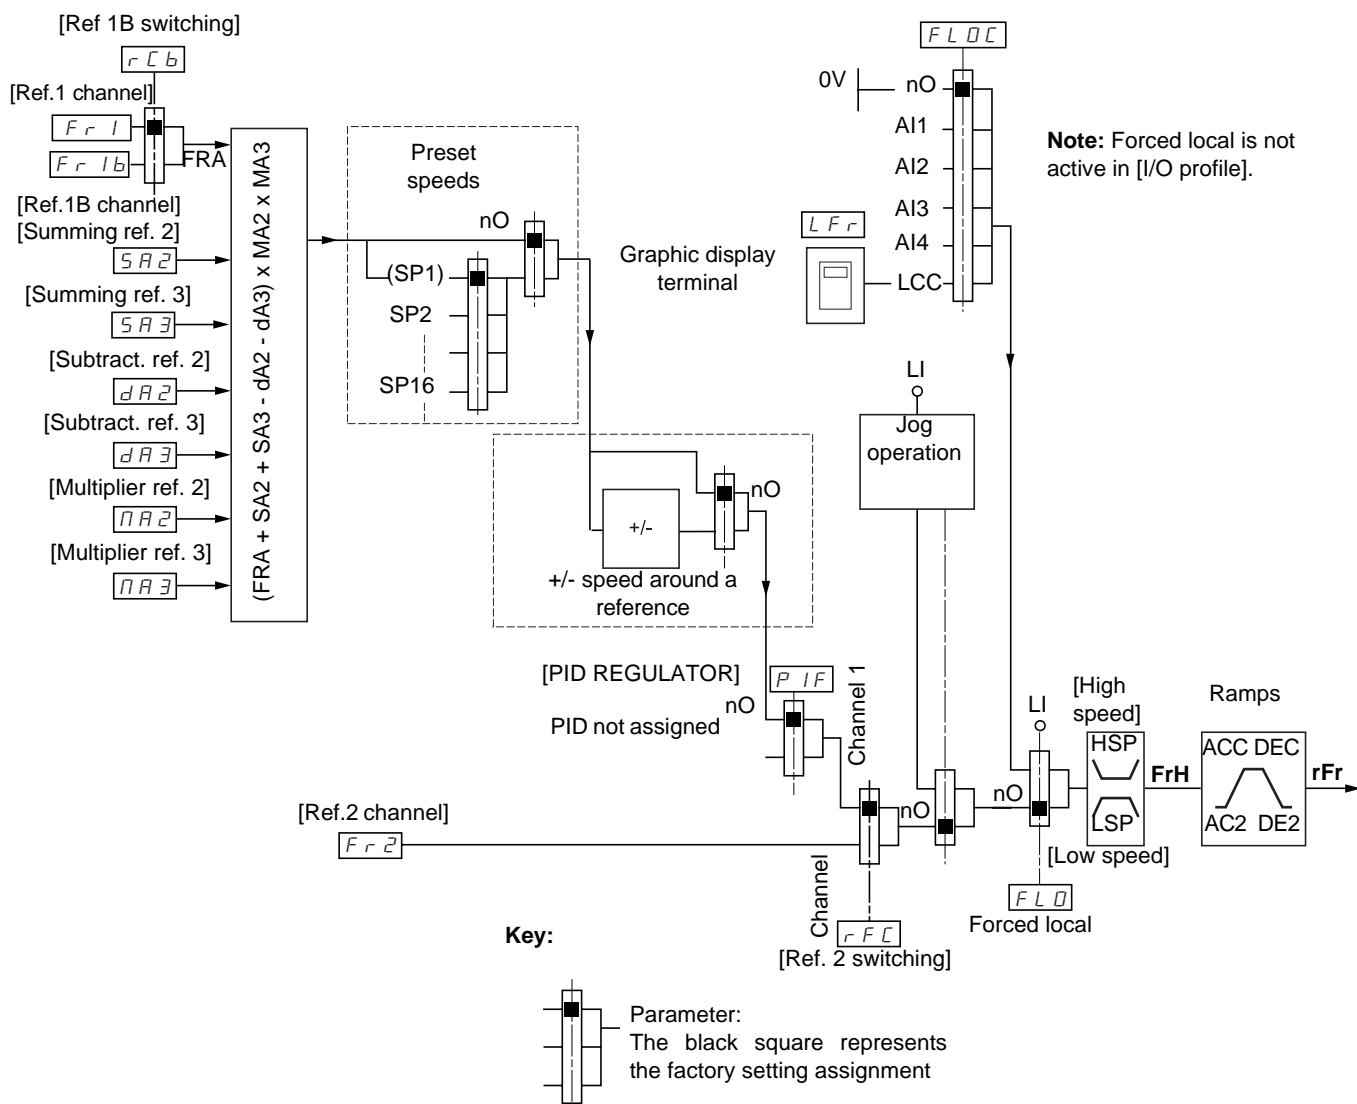 [Ref 1B switching]
rCb
[Ref.1 channel]
Fr1
Fr1b
FRA
[Ref.1B channel]
[Summing ref. 2]
SA2
[Summing ref. 3]
SA3
[Subtract. ref. 2]
dA2
[Subtract. ref. 3]
dA3
[Multiplier ref. 2]
MA2
[Multiplier ref. 3]
MA3
(FRA + SA2 + SA3 - dA2 - dA3) x MA2 x MA3
Preset
speeds
nO
(SP1)
SP2
SP16
+/-
nO
+/- speed around a
reference
FLOC
0V
nO
AI1
AI2
AI3
AI4
LCC
LFr
Graphic display
terminal
Note: Forced local is not
active in [I/O profile].
LI
Jog
operation
[PID REGULATOR]
PIF
nO
PID not assigned
Channel 1
[Ref.2 channel]
Fr2
nO
Channel
rFC
[Ref. 2 switching]
nO
LI
FLO
Forced local
[High
speed]
HSP
LSP
[Low speed]
FrH
Ramps
ACC DEC
AC2 DE2
rFr
Key:
Parameter:
The black square represents
the factory setting assignment